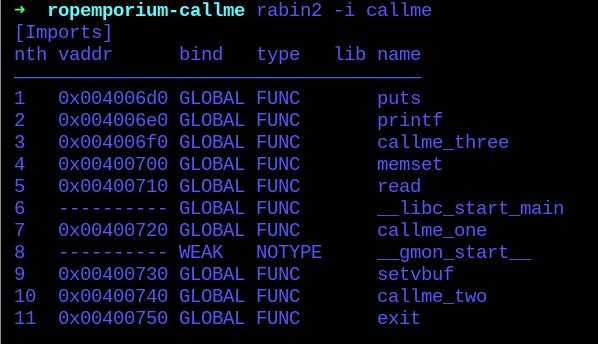 ➜  ropemporium-callme rabin2 -i callme
[Imports]
nth vaddr      bind   type   lib name
―――――――――――――――――――――――――――――――――――――
1   0x004006d0 GLOBAL FUNC       puts
2   0x004006e0 GLOBAL FUNC       printf
3   0x004006f0 GLOBAL FUNC       callme_three
4   0x00400700 GLOBAL FUNC       memset
5   0x00400710 GLOBAL FUNC       read
6   ---------- GLOBAL FUNC       __libc_start_main
7   0x00400720 GLOBAL FUNC       callme_one
8   ---------- WEAK   NOTYPE     __gmon_start__
9   0x00400730 GLOBAL FUNC       setvbuf
10  0x00400740 GLOBAL FUNC       callme_two
11  0x00400750 GLOBAL FUNC       exit